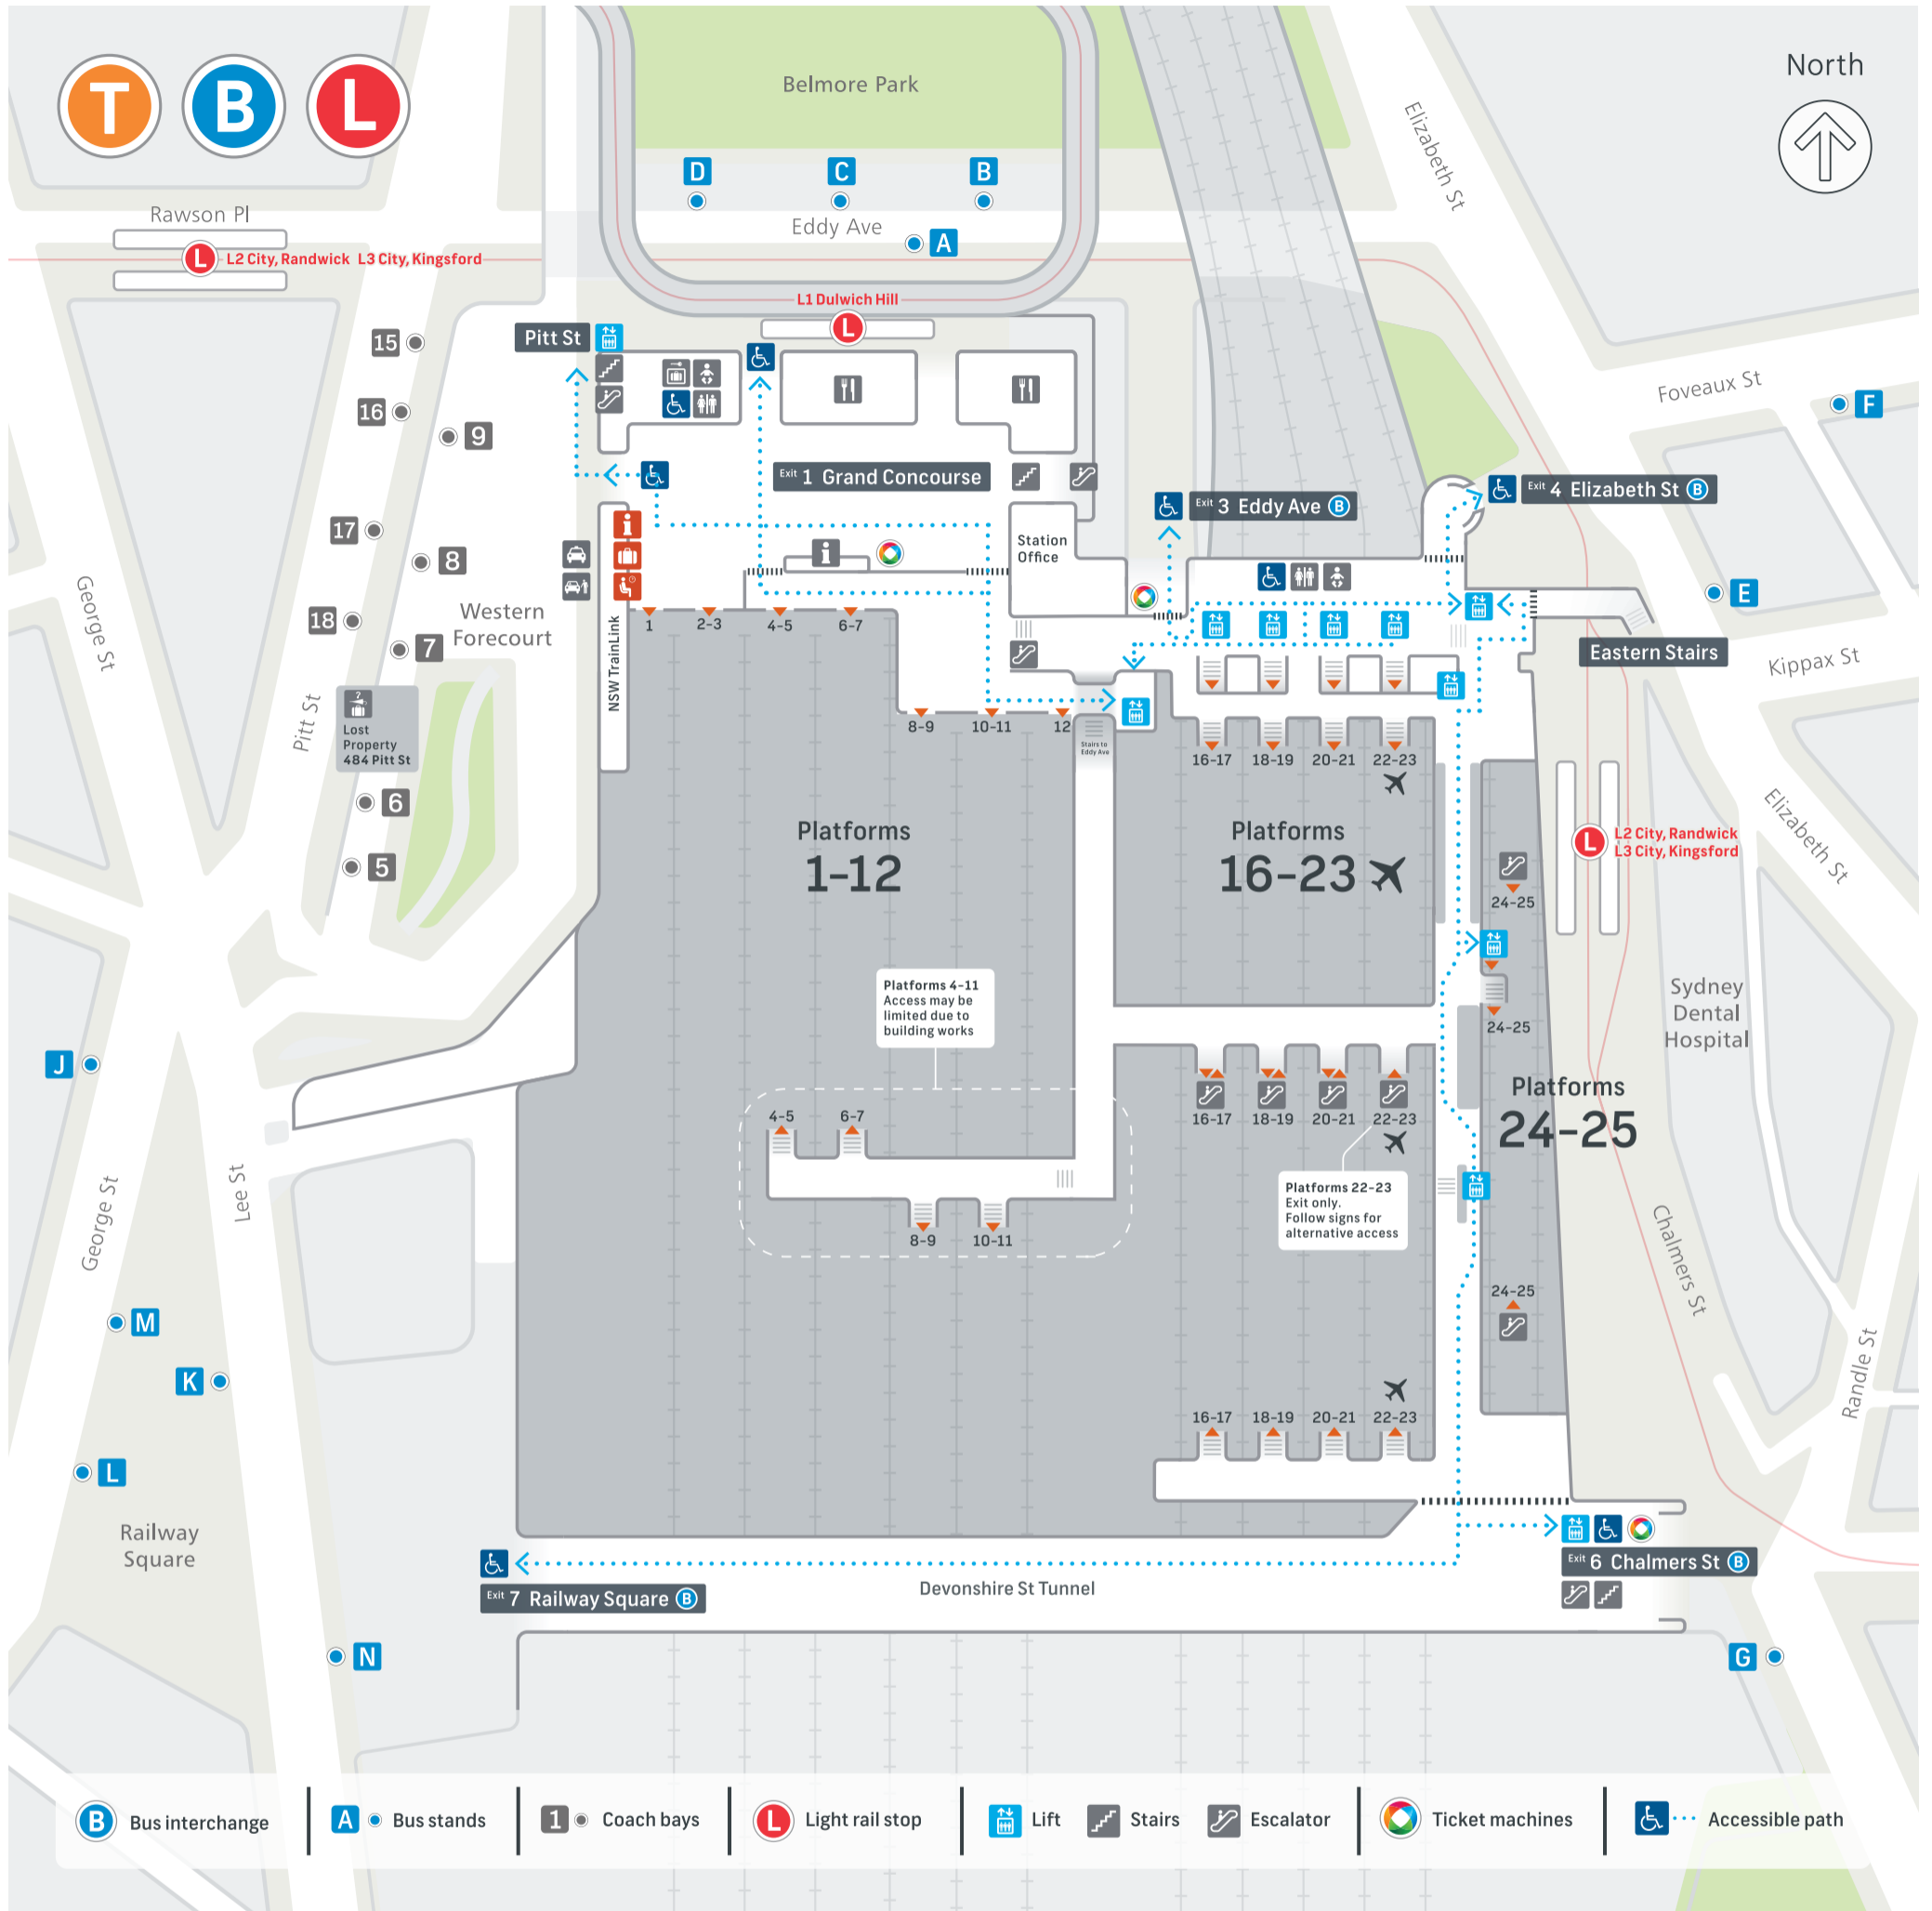 T B L
North
Belmore Park
Elizabeth St
D
C
B
Rawson Pl
Eddy Ave
A
L
L2 City, Randwick L3 City, Kingsford
L1 Dulwich Hill
L
15
Pitt St
Foveaux St
16
F
9
Exit 1 Grand Concourse
Exit 4 Elizabeth St B
Exit 3 Eddy Ave B
17
Station
Office
i
i
8
George St
Western
Forecourt
E
18
7
NSW TrainLink
1
2-3
4-5
6-7
Eastern Stairs
Kippax St
Pitt St
?
Lost
Property
484 Pitt St
8-9
10-11
12
Stairs to
Eddy Ave
16-17
18-19
20-21
22-23
6
5
Platforms
1-12
Platforms
16-23
L
L2 City, Randwick
L3 City, Kingsford
Elizabeth St
24-25
Platforms 4-11
Access may be
limited due to
building works
Sydney
Dental
Hospital
24-25
J
Platforms
24-25
4-5
6-7
16-17
18-19
20-21
22-23
Platforms 22-23
Exit only.
Follow signs for
alternative access
8-9
10-11
Lee St
George St
Chalmers St
24-25
M
K
Randle St
16-17
18-19
20-21
22-23
L
Railway
Square
Exit 6 Chalmers St B
Exit 7 Railway Square B
Devonshire St Tunnel
N
G
B Bus interchange
A Bus stands
1 Coach bays
L Light rail stop
Lift
Stairs
Escalator
Ticket machines
Accessible path